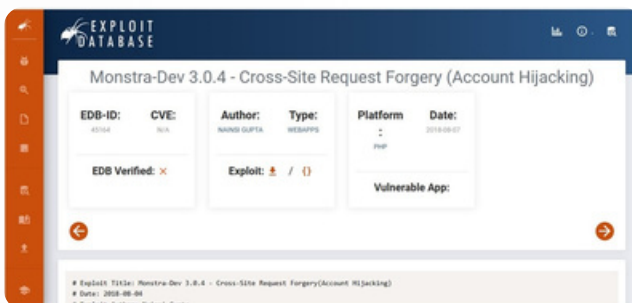 EXPLOIT
DATABASE
Monstra-Dev 3.0.4 - Cross-Site Request Forgery (Account Hijacking)
EDB-ID:
45164
CVE:
N/A
EDB Verified: ×
Author:
NAINSI GUPTA
Type:
WEBAPPS
Exploit: / {}
Platform
:
PHP
Date:
2018-08-07
Vulnerable App:
# Exploit Title: Monstra-Dev 3.0.4 - Cross-Site Request Forgery(Account Hijacking)
# Date: 2018-08-04